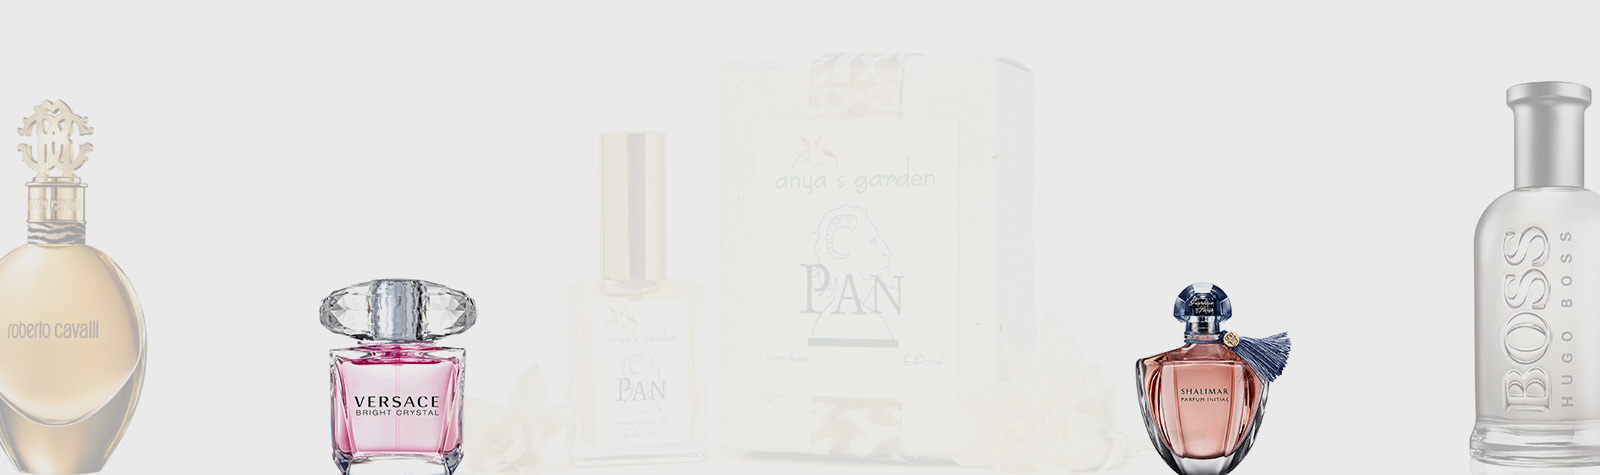 roberto cavalli
VERSACE
BRIGHT CRYSTAL
anya's garden
PAN
anya's garden
PAN
SHALIMAR
PARFUM INITIAL
BOSS
HUGO BOSS